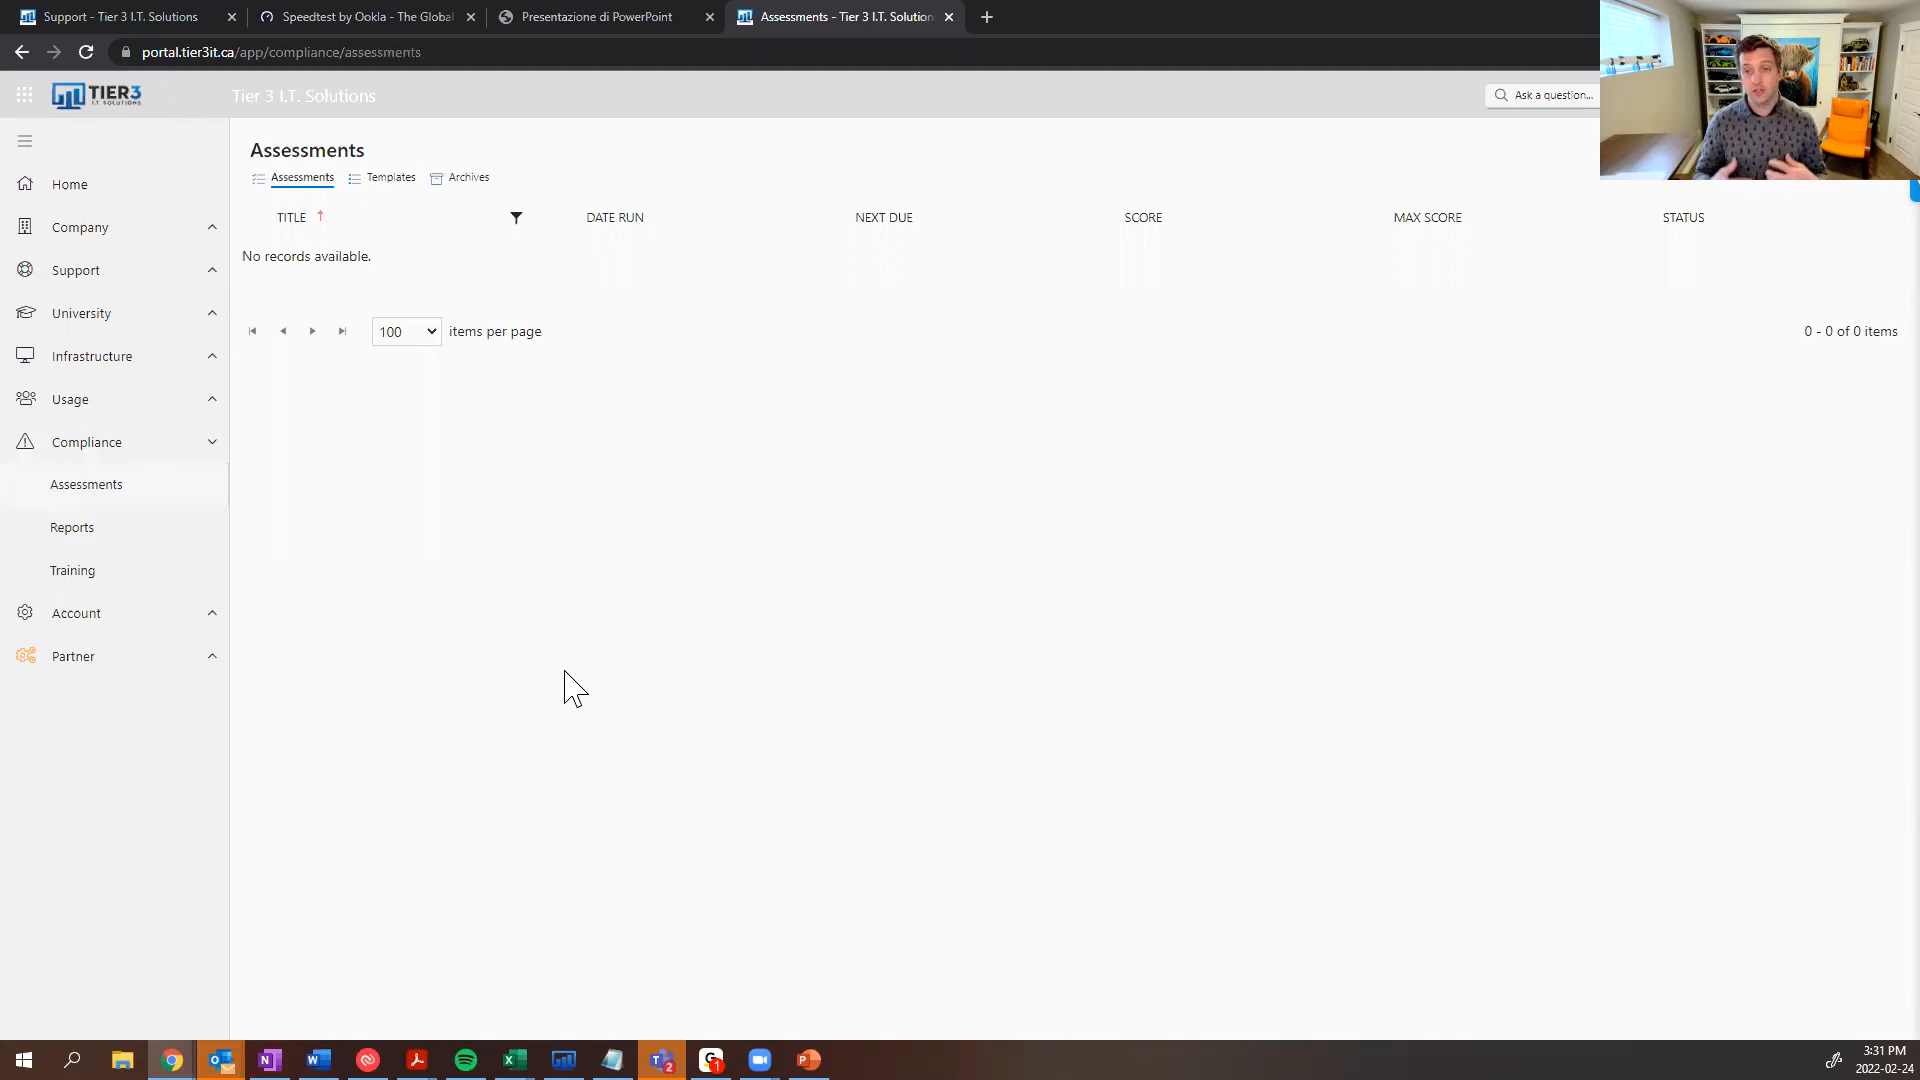 Support - Tier 3 I.T. Solutions
Speedtest by Ookla - The Global
Presentazione di PowerPoint
Assessments - Tier 3 I.T. Solution
portal.tier3it.ca/app/compliance/assessments
TIER3
I.T. SOLUTIONS
Tier 3 I.T. Solutions
Ask a question...
Home
Company
Support
University
Infrastructure
Usage
Compliance
Assessments
Reports
Training
Account
Partner
Assessments
Assessments Templates Archives
TITLE DATE RUN NEXT DUE SCORE MAX SCORE STATUS
No records available.
100 items per page
0 - 0 of 0 items
3:31 PM
2022-02-24